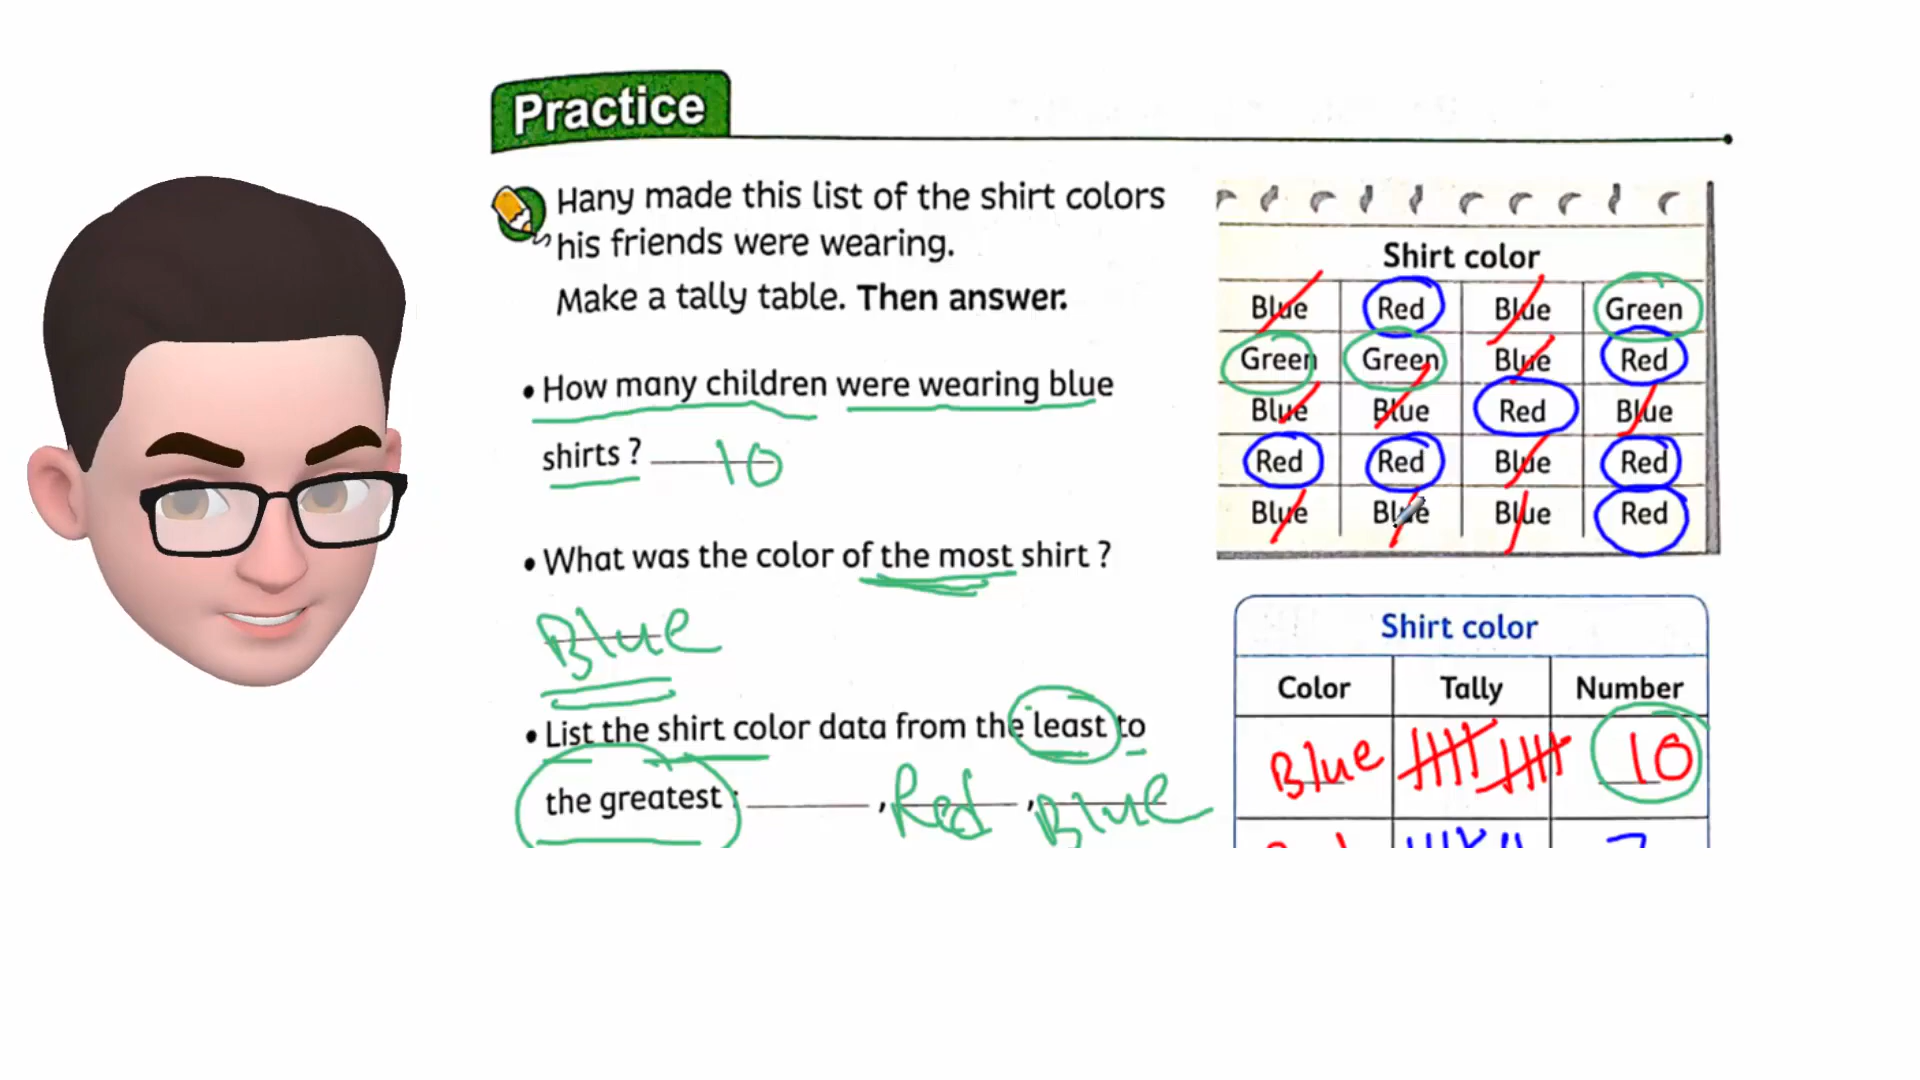 Practice
Hany made this list of the shirt colors
his friends were wearing.
Make a tally table. Then answer.
• How many children were wearing blue
shirts ? 10
• What was the color of the most shirt ?
Blue
• List the shirt color data from the least to
the greatest : , Red , Blue
Shirt color
Blue Red Blue Green
Green Green Blue Red
Blue Blue Red Blue
Red Red Blue Red
Blue Blue Blue Red
Shirt color
Color Tally Number
Blue 10